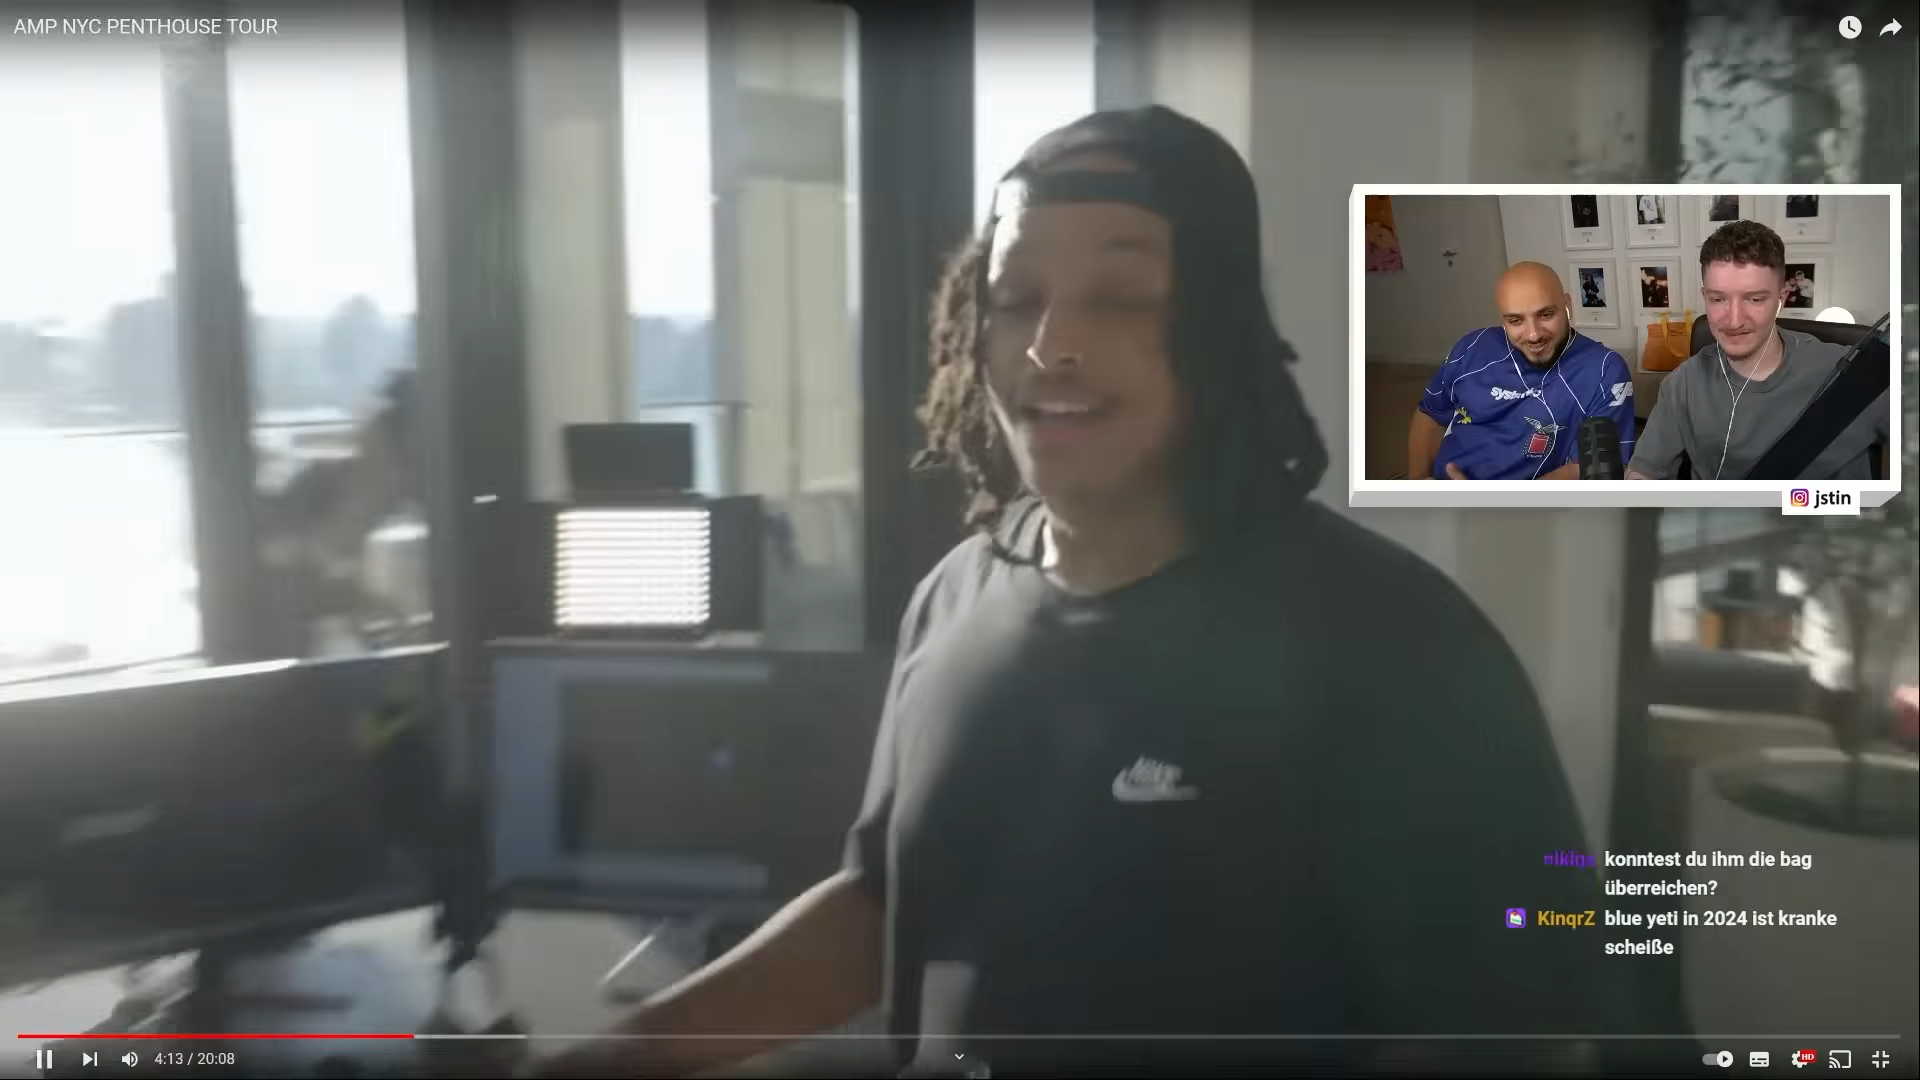 AMP NYC PENTHOUSE TOUR
jstin
konntest du ihm die bag
überreichen?
KinqrZ blue yeti in 2024 ist kranke
scheiße
4:13 / 20:08
HD